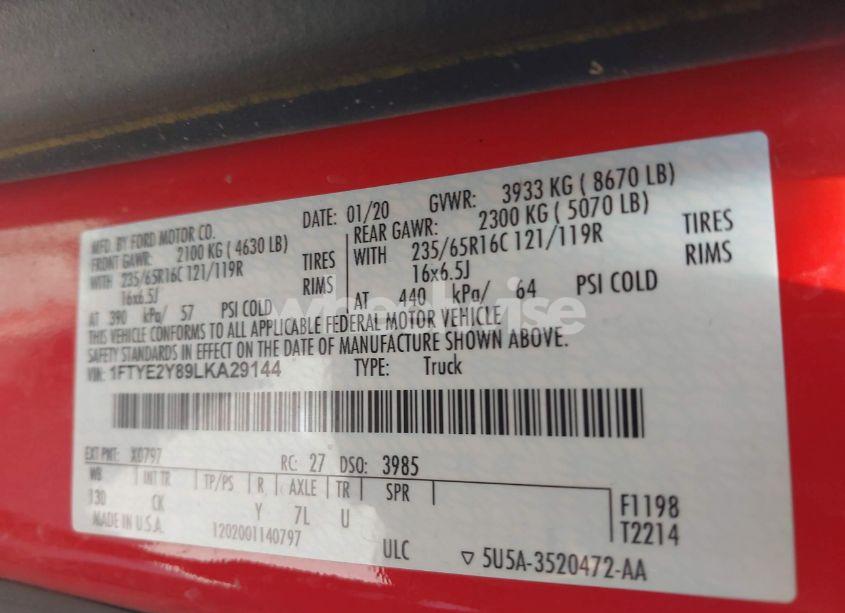 MFD. BY FORD MOTOR CO.
DATE: 01/20 GVWR: 3933 KG ( 8670 LB)
FRONT GAWR: 2100 KG ( 4630 LB) REAR GAWR: 2300 KG ( 5070 LB)
WITH 235/65R16C 121/119R TIRES WITH 235/65R16C 121/119R TIRES
16x6.5J RIMS 16x6.5J RIMS
AT 390 kPa/ 57 PSI COLD AT 440 kPa/ 64 PSI COLD
THIS VEHICLE CONFORMS TO ALL APPLICABLE FEDERAL MOTOR VEHICLE
SAFETY STANDARDS IN EFFECT ON THE DATE OF MANUFACTURE SHOWN ABOVE.
VIN: 1FTYE2Y89LKA29144 TYPE: Truck
EXT PNT: X0797 RC: 27 DSO: 3985
WB INT TR TP/PS R AXLE TR SPR
130 CK Y 7L U F1198
T2214
MADE IN U.S.A. 1202001140797 ULC 5U5A-3520472-AA